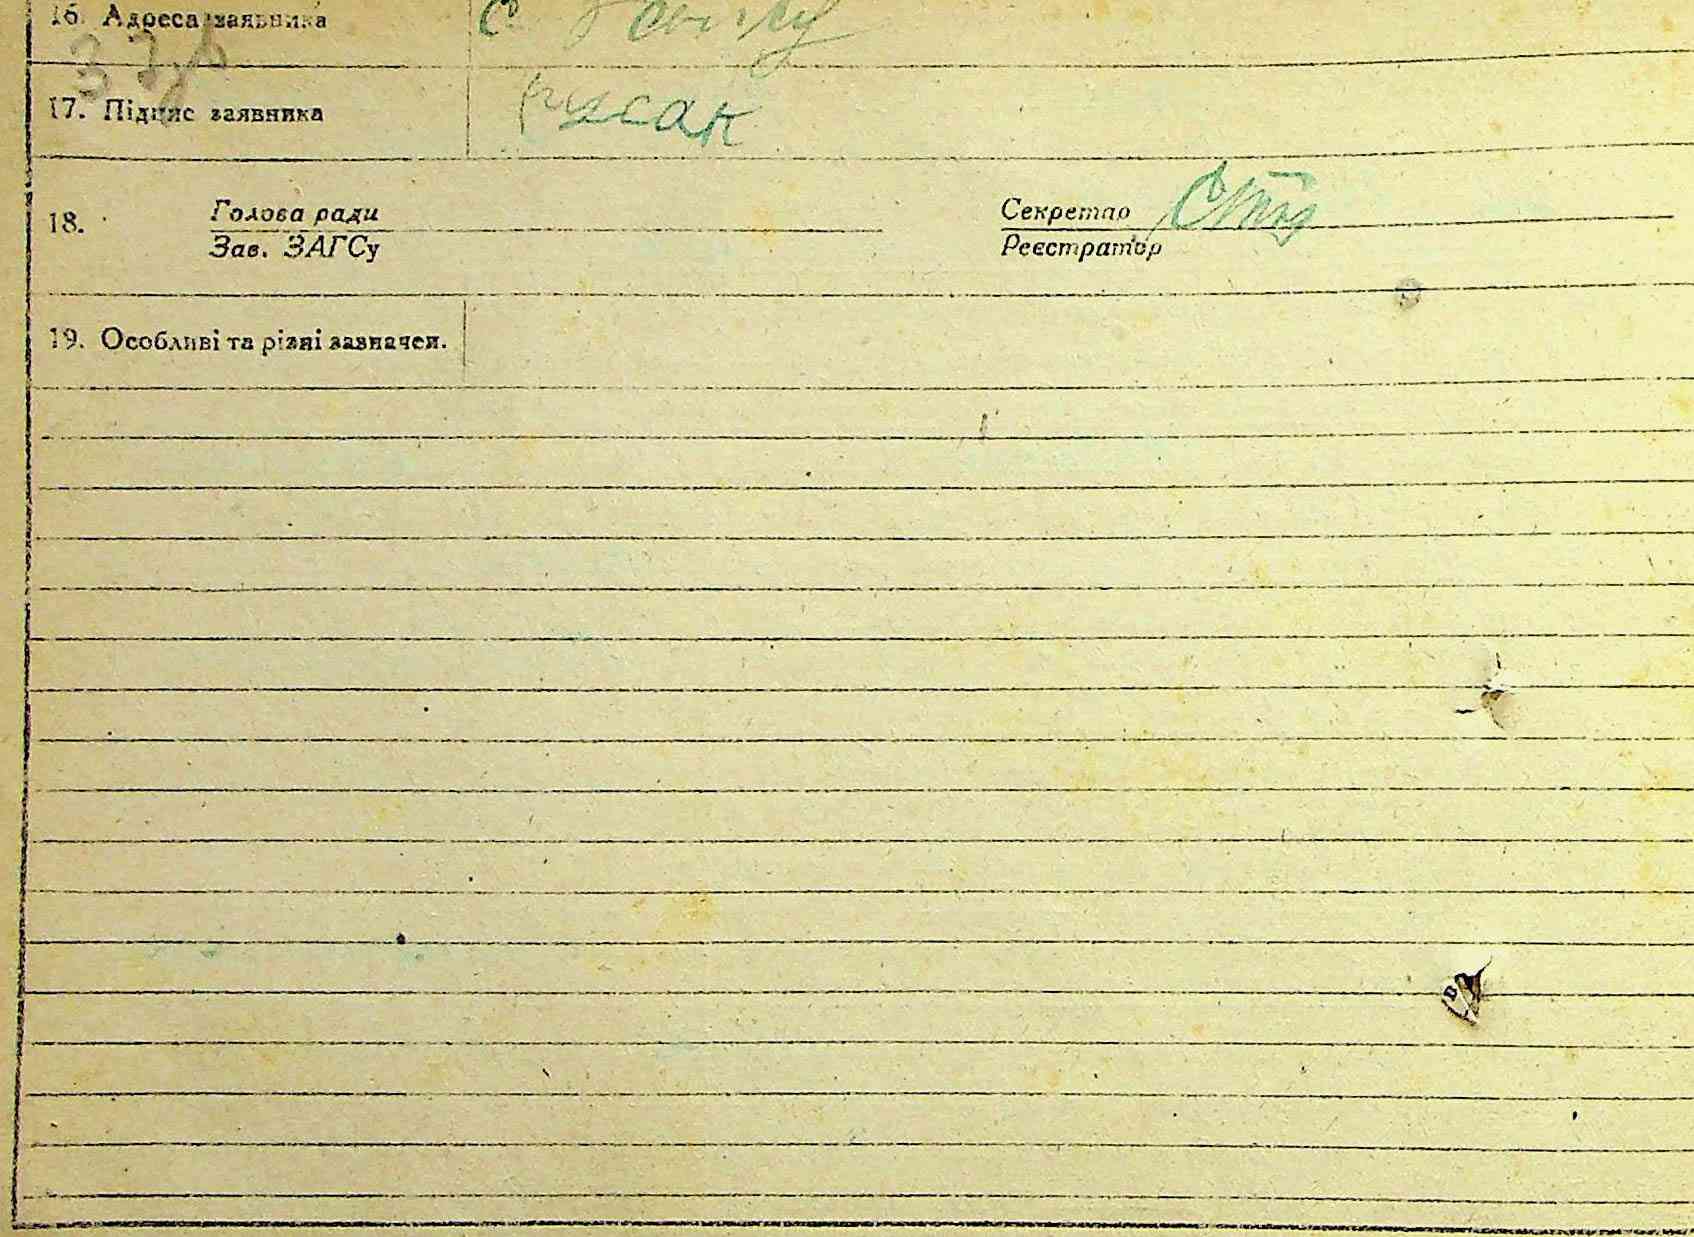 16. Адреса заявника с.
17. Підпис заявника русак
18. Голова ради Секретар
Зав. ЗАГСу Реєстратор
19. Особливі та різні зазначен.